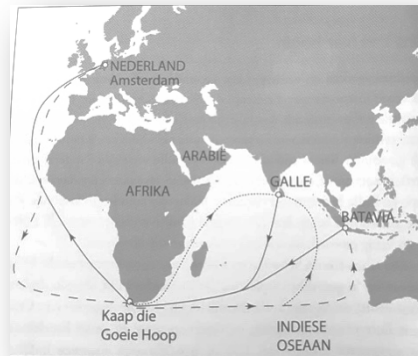 NEDERLAND
Amsterdam
ARABIË
AFRIKA
GALLE
BATAVIA
Kaap die
Goeie Hoop
INDIESE
OSEAAN